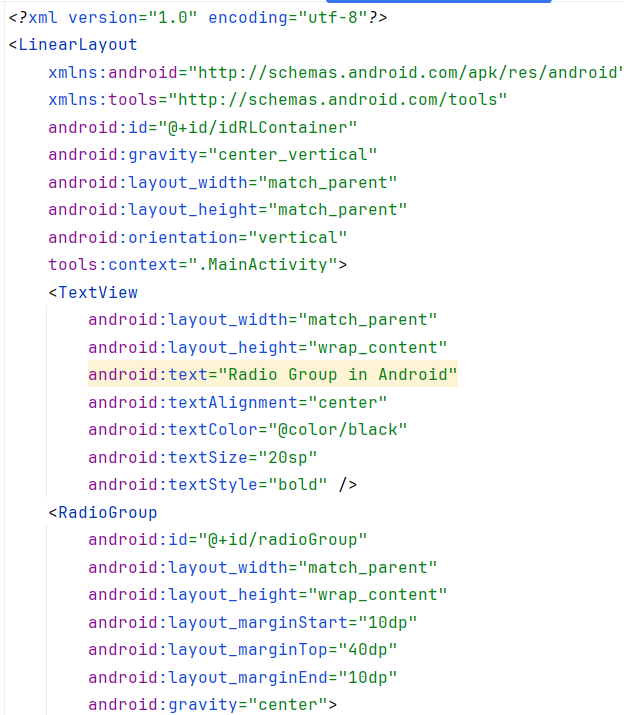 <?xml version="1.0" encoding="utf-8"?>
<LinearLayout
xmlns:android="http://schemas.android.com/apk/res/android"
xmlns:tools="http://schemas.android.com/tools"
android:id="@+id/idRLContainer"
android:gravity="center_vertical"
android:layout_width="match_parent"
android:layout_height="match_parent"
android:orientation="vertical"
tools:context=".MainActivity">
<TextView
android:layout_width="match_parent"
android:layout_height="wrap_content"
android:text="Radio Group in Android"
android:textAlignment="center"
android:textColor="@color/black"
android:textSize="20sp"
android:textStyle="bold" />
<RadioGroup
android:id="@+id/radioGroup"
android:layout_width="match_parent"
android:layout_height="wrap_content"
android:layout_marginStart="10dp"
android:layout_marginTop="40dp"
android:layout_marginEnd="10dp"
android:gravity="center">